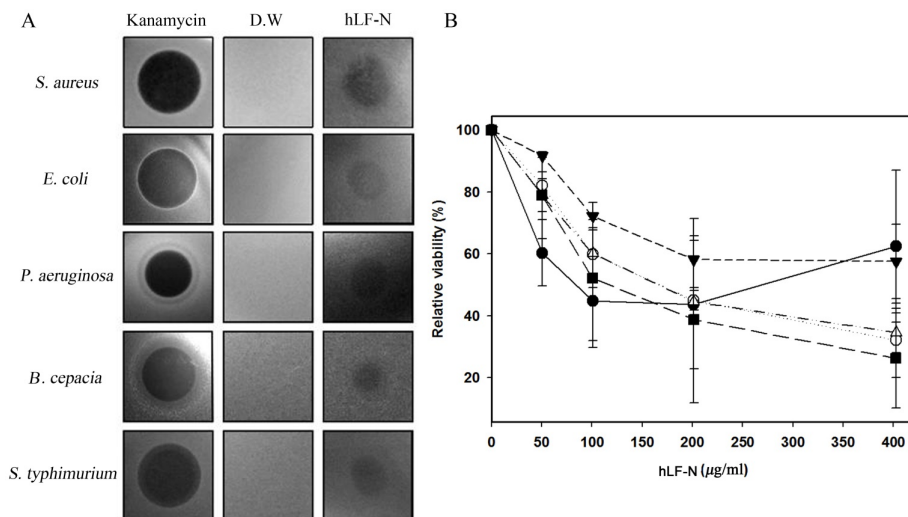 A
Kanamycin D.W hLF-N
S. aureus
E. coli
P. aeruginosa
B. cepacia
S. typhimurium
B
Relative viability (%)
100
80
60
40
20
0 50 100 150 200 250 300 350 400
hLF-N (μg/ml)